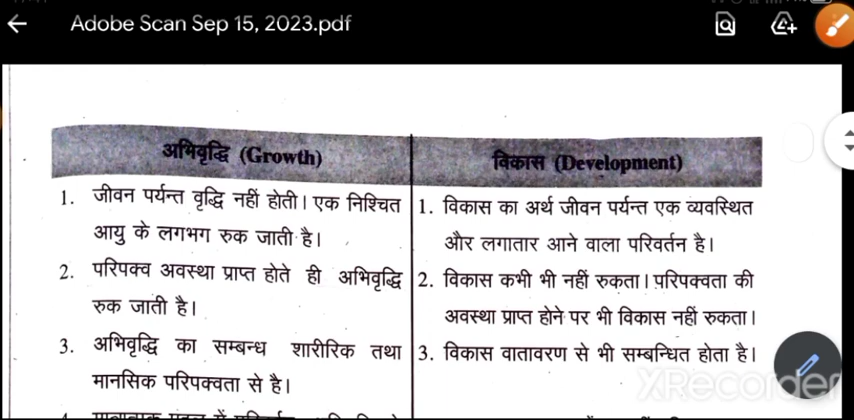 Adobe Scan Sep 15, 2023.pdf
अभिवृद्धि (Growth)
1. जीवन पर्यन्त वृद्धि नहीं होती। एक निश्चित
आयु के लगभग रुक जाती है।
2. परिपक्व अवस्था प्राप्त होते ही अभिवृद्धि
रुक जाती है।
3. अभिवृद्धि का सम्बन्ध शारीरिक तथा
मानसिक परिपक्वता से है।
विकास (Development)
1. विकास का अर्थ जीवन पर्यन्त एक व्यवस्थित
और लगातार आने वाला परिवर्तन है।
2. विकास कभी भी नहीं रुकता। परिपक्वता की
अवस्था प्राप्त होने पर भी विकास नहीं रुकता।
3. विकास वातावरण से भी सम्बन्धित होता है।
XRecorder